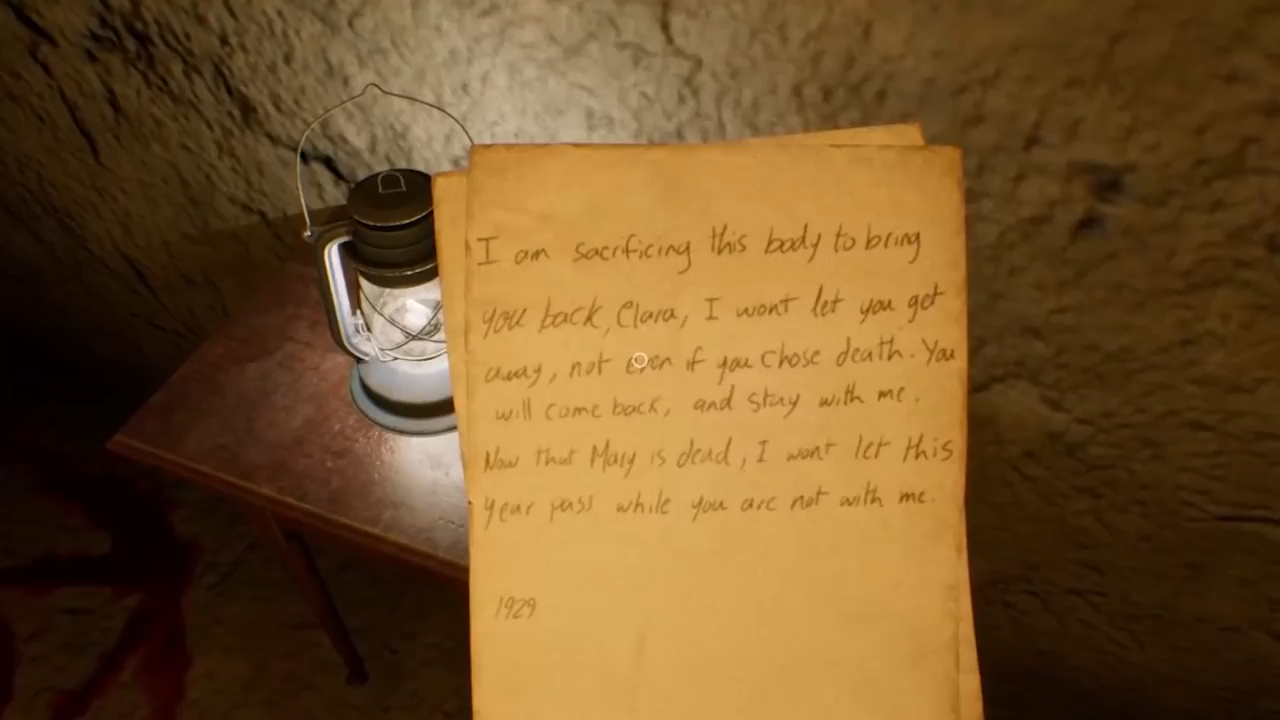 I am sacrificing this body to bring
you back, Clara, I wont let you get
away, not even if you chose death. You
will come back, and stay with me.
Now that Mary is dead, I wont let this
year pass while you are not with me.
1929